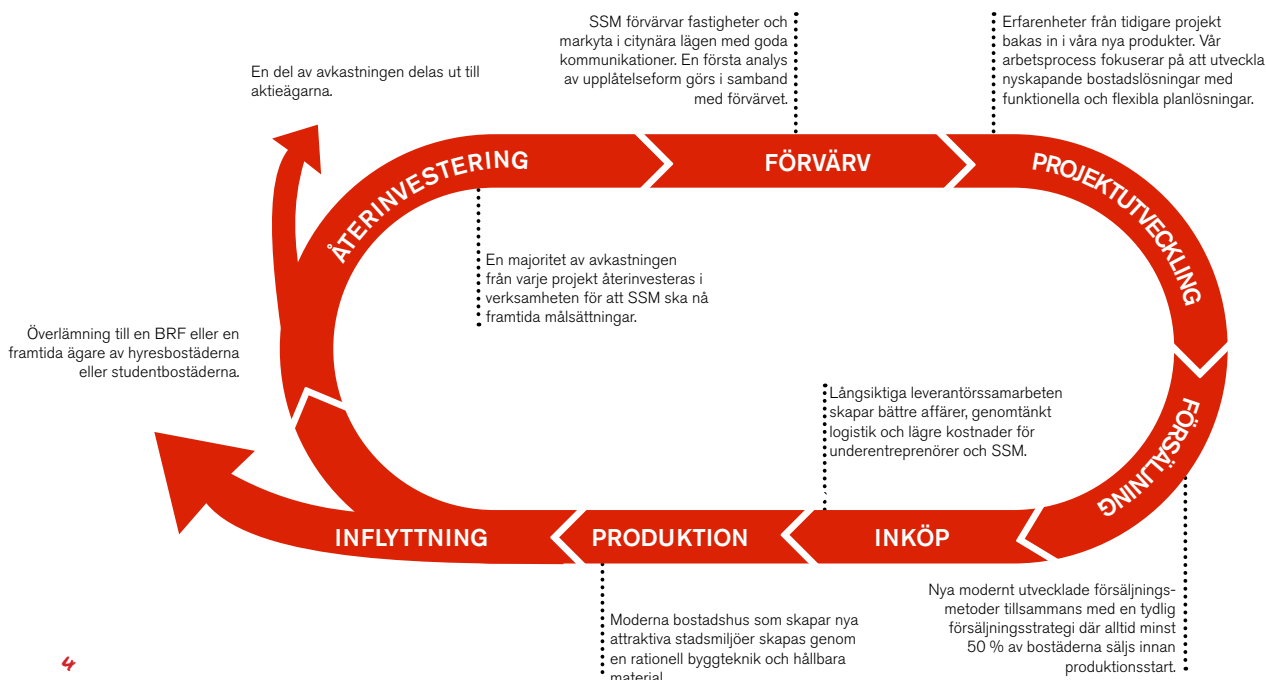 SSM förvärvar fastigheter och
markyta i citynära lägen med goda
kommunikationer. En första analys
av upplåtelseform görs i samband
med förvärvet.
Erfarenheter från tidigare projekt
bakas in i våra nya produkter. Vår
arbetsprocess fokuserar på att utveckla
nyskapande bostadslösningar med
funktionella och flexibla planlösningar.
En del av avkastningen delas ut till
aktieägarna.
ÅTERINVESTERING
FÖRVÄRV
PROJEKTUTVECKLING
En majoritet av avkastningen
från varje projekt återinvesteras i
verksamheten för att SSM ska nå
framtida målsättningar.
Överlämning till en BRF eller en
framtida ägare av hyresbostäderna
eller studentbostäderna.
Långsiktiga leverantörssamarbeten
skapar bättre affärer, genomtänkt
logistik och lägre kostnader för
underentreprenörer och SSM.
FÖRSÄLJNING
INFLYTTNING
PRODUKTION
INKÖP
Moderna bostadshus som skapar nya
attraktiva stadsmiljöer skapas genom
en rationell byggteknik och hållbara
material
Nya modernt utvecklade försäljnings-
metoder tillsammans med en tydlig
försäljningsstrategi där alltid minst
50 % av bostäderna säljs innan
produktionsstart.
4